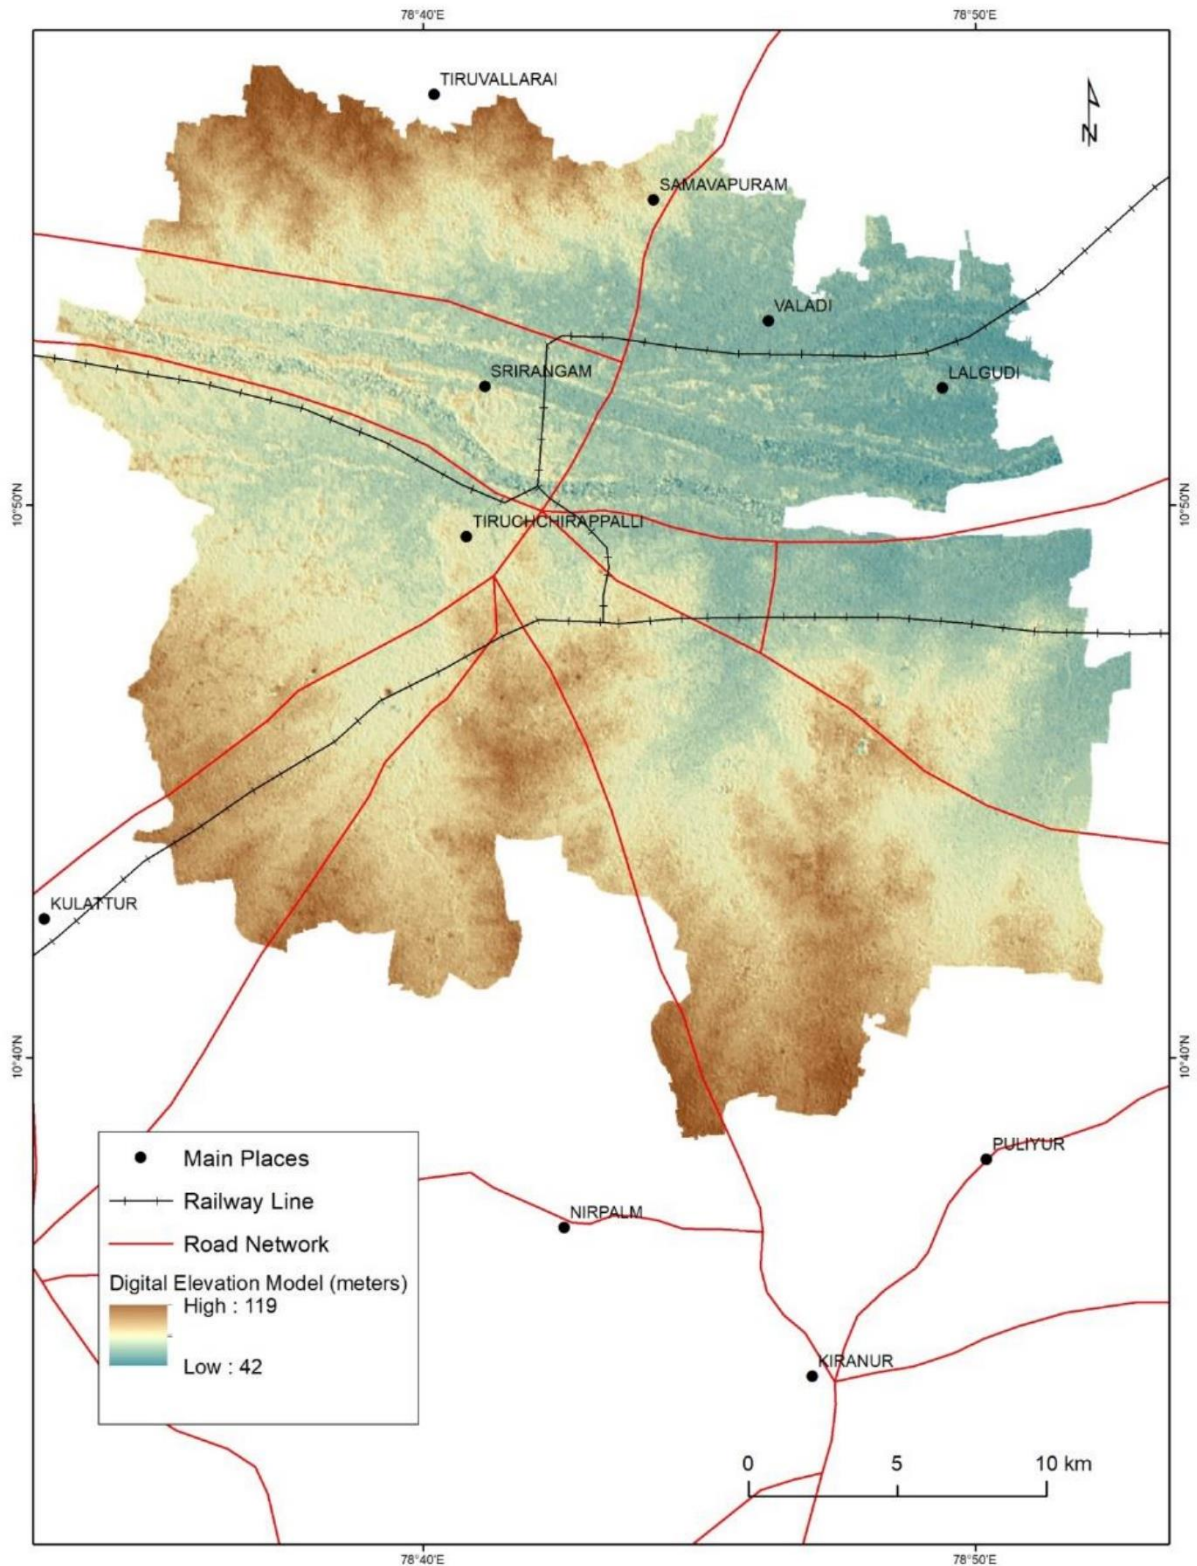 78°40'E
78°50'E
TIRUVALLARAI
N
SAMAVAPURAM
VALADI
SRIRANGAM
LALGUDI
10°50'N
10°50'N
TIRUCHCHIRAPPALLI
KULATTUR
10°40'N
10°40'N
PULIYUR
Main Places
Railway Line
NIRPALM
Road Network
Digital Elevation Model (meters)
High : 119
Low : 42
KIRANUR
0 5 10 km
78°40'E
78°50'E